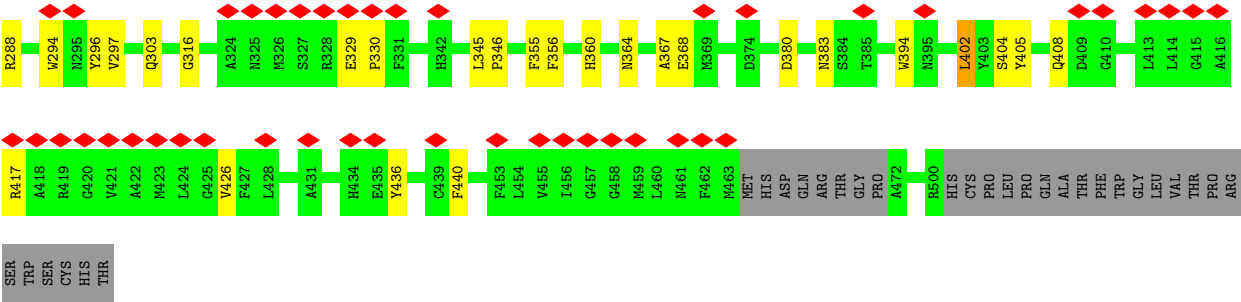 R288 W294 N295 Y296 V297 Q303 G316 A324 N325 M326 S327 R328 E329 P330 F331 H342 L345 P346 F355 F356 H360 N364 A367 E368 M369 D374 D380 N383 S384 T385 W394 N395 L402 Y403 S404 Y405 Q408 D409 G410 L413 L414 G415 A416
R417 A418 R419 G420 V421 A422 M423 L424 G425 V426 F427 L428 A431 H434 E435 Y436 C439 F440 F453 L454 V455 I456 G457 G458 M459 L460 N461 F462 M463 MET HIS ASP GLN ARG THR GLY PRO A472 R500 HIS CYS PRO LEU PRO GLN ALA THR PHE TRP GLY LEU VAL THR PRO ARG
SER TRP SER CYS HIS THR